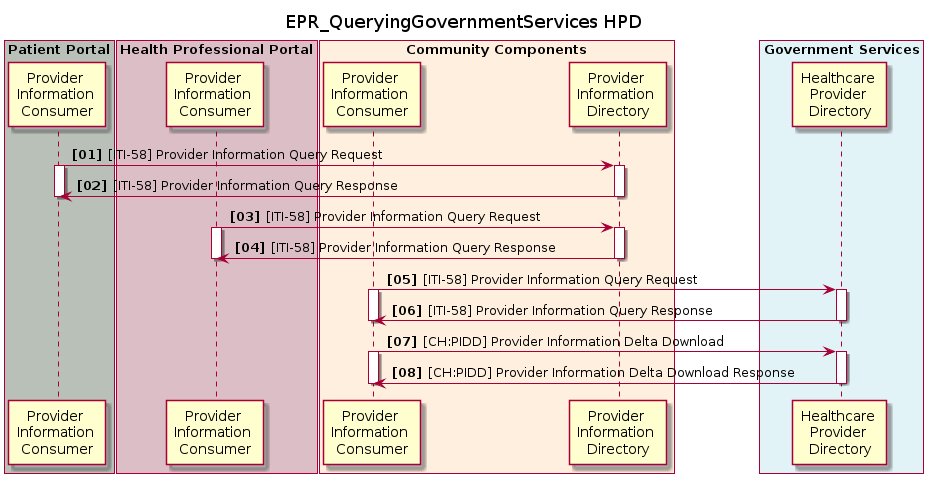 EPR_QueryingGovernmentServices HPD
Patient Portal
Health Professional Portal
Community Components
Government Services
Provider
Information
Consumer
Provider
Information
Consumer
Provider
Information
Consumer
Provider
Information
Directory
Healthcare
Provider
Directory
[01] [ITI-58] Provider Information Query Request
[02] [ITI-58] Provider Information Query Response
[03] [ITI-58] Provider Information Query Request
[04] [ITI-58] Provider Information Query Response
[05] [ITI-58] Provider Information Query Request
[06] [ITI-58] Provider Information Query Response
[07] [CH:PIDD] Provider Information Delta Download
[08] [CH:PIDD] Provider Information Delta Download Response
Provider
Information
Consumer
Provider
Information
Consumer
Provider
Information
Consumer
Provider
Information
Directory
Healthcare
Provider
Directory